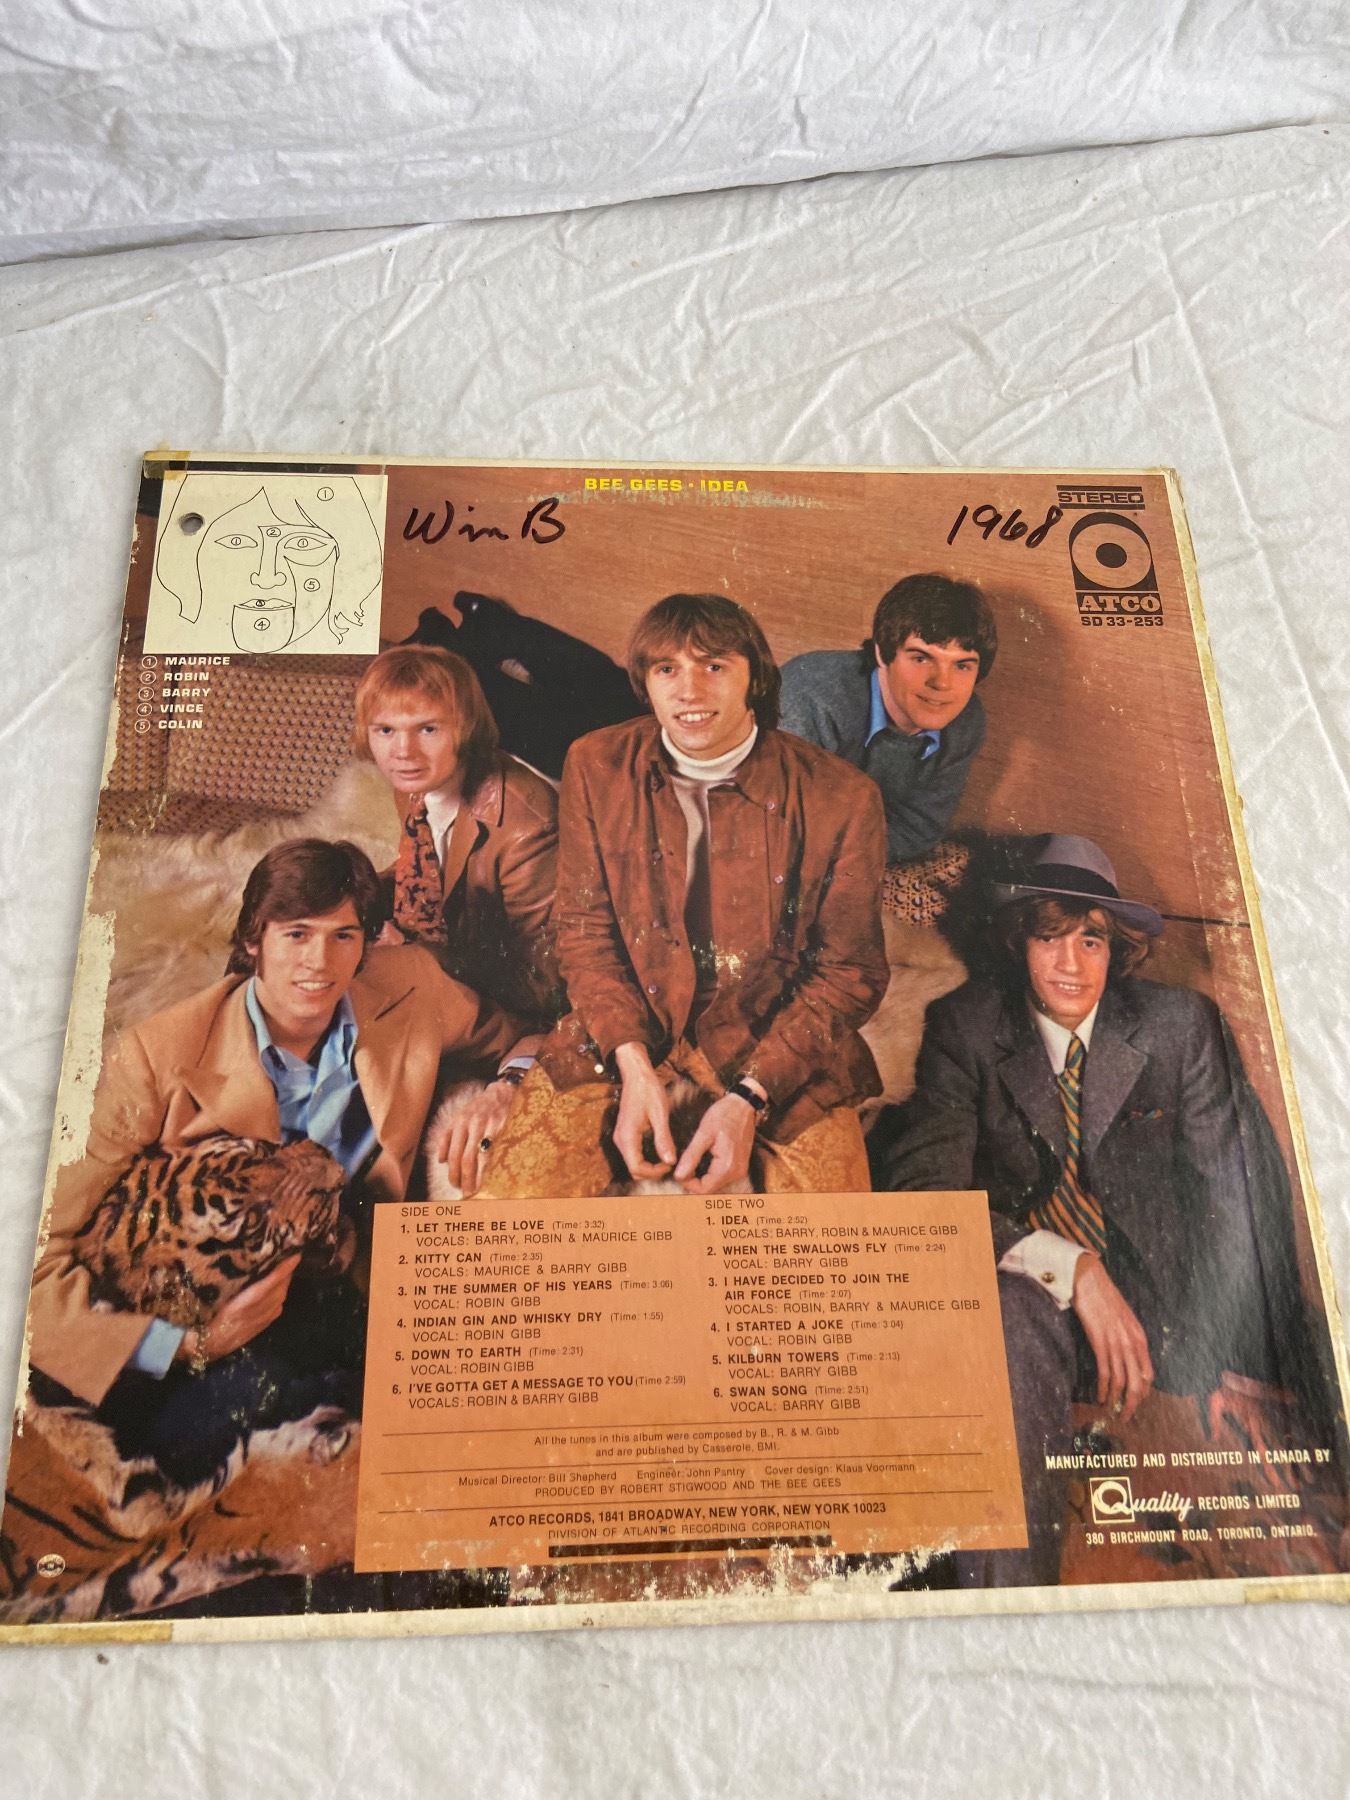 BEE GEES · IDEA
Win B
1968
STEREO
ATCO
SD 33-253
1
2
1
1
5
3
4
1 MAURICE
2 ROBIN
3 BARRY
4 VINCE
5 COLIN
SIDE ONE
1. LET THERE BE LOVE (Time: 3:32)
VOCALS: BARRY, ROBIN & MAURICE GIBB
2. KITTY CAN (Time: 2:35)
VOCALS: MAURICE & BARRY GIBB
3. IN THE SUMMER OF HIS YEARS (Time: 3:06)
VOCAL: ROBIN GIBB
4. INDIAN GIN AND WHISKY DRY (Time: 1:55)
VOCAL: ROBIN GIBB
5. DOWN TO EARTH (Time: 2:31)
VOCAL: ROBIN GIBB
6. I'VE GOTTA GET A MESSAGE TO YOU (Time 2:59)
VOCALS: ROBIN & BARRY GIBB
SIDE TWO
1. IDEA (Time: 2:52)
VOCALS: BARRY, ROBIN & MAURICE GIBB
2. WHEN THE SWALLOWS FLY (Time: 2:24)
VOCAL: BARRY GIBB
3. I HAVE DECIDED TO JOIN THE
AIR FORCE (Time: 2:07)
VOCALS: ROBIN, BARRY & MAURICE GIBB
4. I STARTED A JOKE (Time: 3:04)
VOCAL: ROBIN GIBB
5. KILBURN TOWERS (Time: 2:13)
VOCAL: BARRY GIBB
6. SWAN SONG (Time: 2:51)
VOCAL: BARRY GIBB
All the tunes in this album were composed by B., R. & M. Gibb
and are published by Casserole, BMI.
Musical Director: Bill Shepherd Engineer: John Pantry Cover design: Klaus Voormann
PRODUCED BY ROBERT STIGWOOD AND THE BEE GEES
ATCO RECORDS, 1841 BROADWAY, NEW YORK, NEW YORK 10023
DIVISION OF ATLANTIC RECORDING CORPORATION
MANUFACTURED AND DISTRIBUTED IN CANADA BY
Quality RECORDS LIMITED
380 BIRCHMOUNT ROAD, TORONTO, ONTARIO.